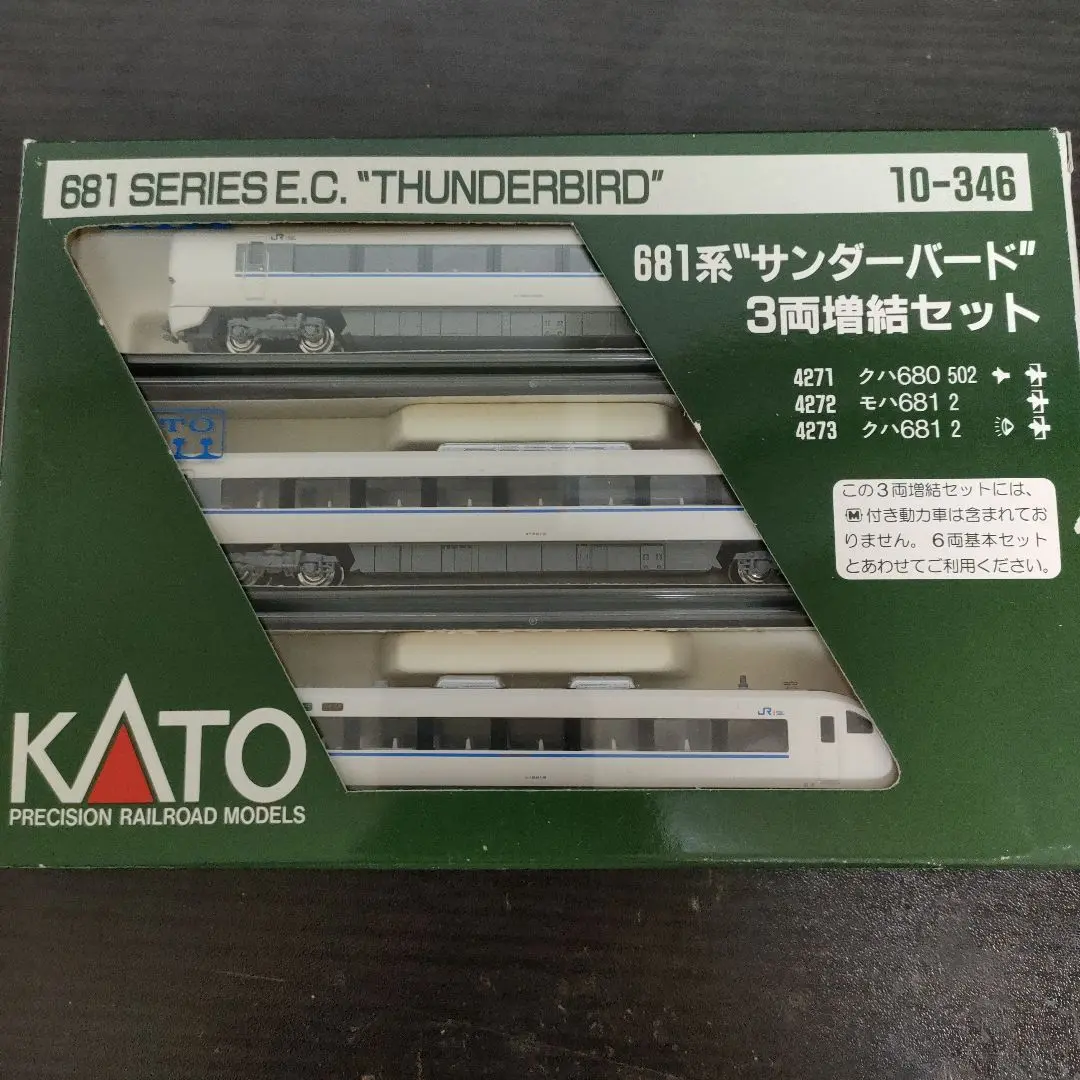 681 SERIES E.C. "THUNDERBIRD"
10-346
681系"サンダーバード"
3両増結セット
4271 クハ680 502
4272 モハ681 2
4273 クハ681 2
この3両増結セットには、
M付き動力車は含まれてお
りません。6両基本セット
とあわせてご利用ください。
JR
JR
KATO
PRECISION RAILROAD MODELS